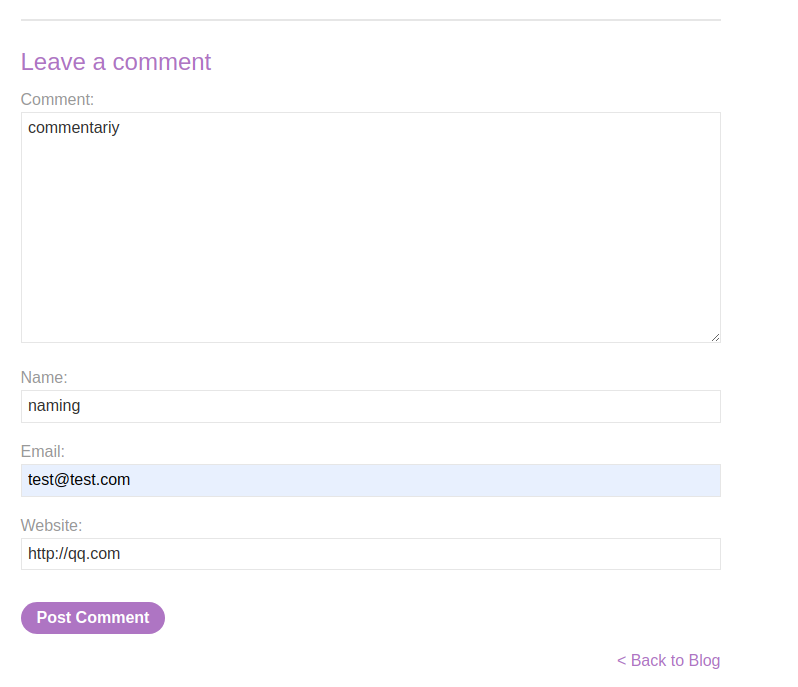 Leave a comment
Comment:
commentariy
Name:
naming
Email:
test@test.com
Website:
http://qq.com
Post Comment
< Back to Blog